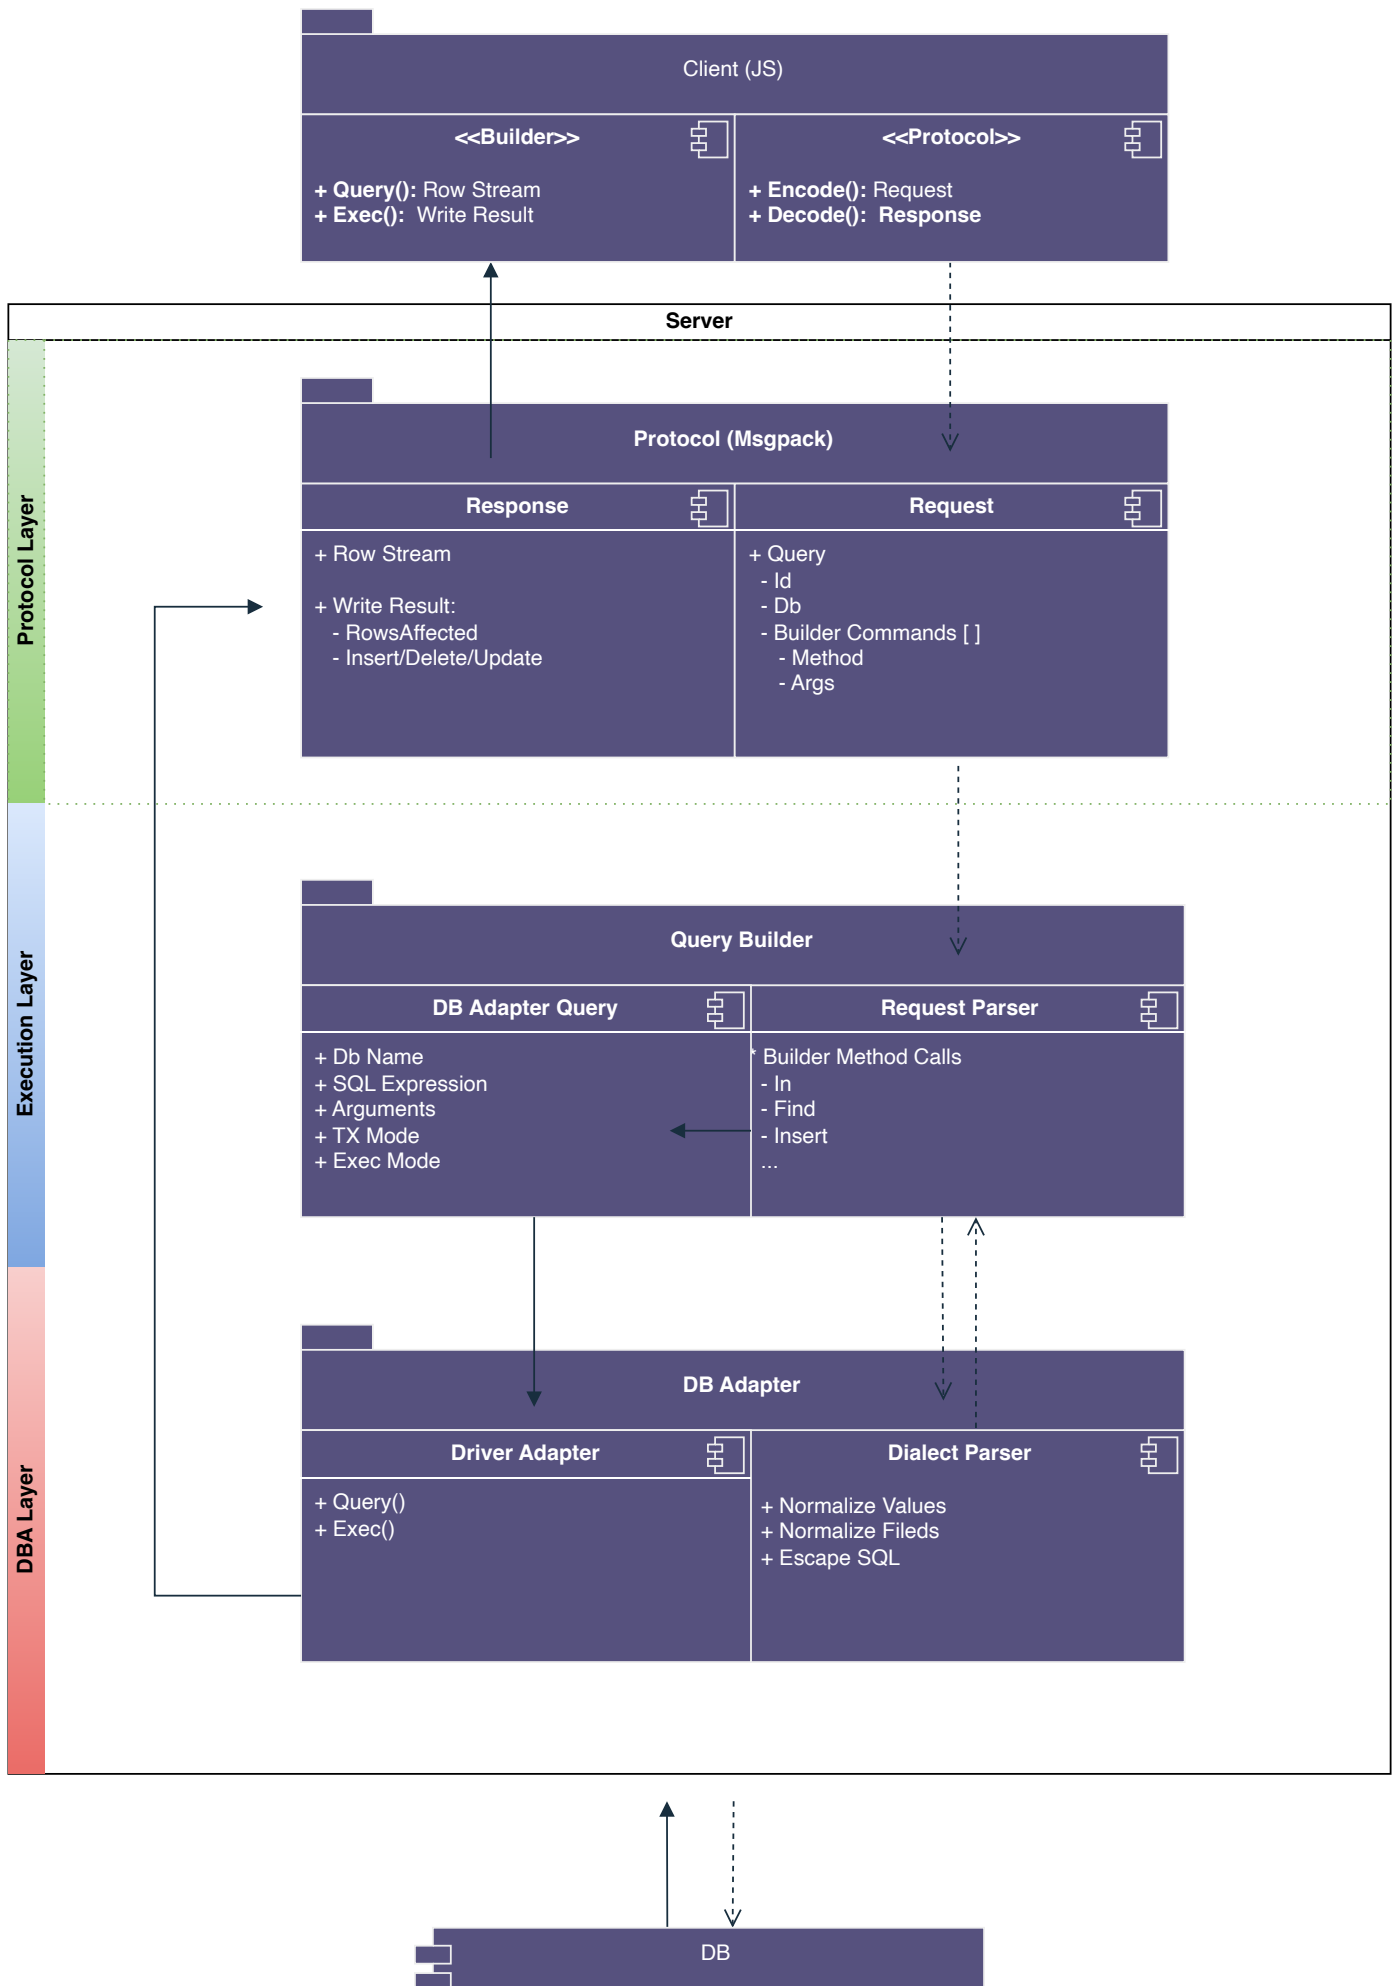 Client (JS)
<<Builder>>
+ Query(): Row Stream
+ Exec():  Write Result
<<Protocol>>
+ Encode(): Request
+ Decode():  Response
Server
Protocol Layer
Protocol (Msgpack)
Response
+ Row Stream
+ Write Result:
- RowsAffected
- Insert/Delete/Update
Request
+ Query
- Id
- Db
- Builder Commands [ ]
- Method
- Args
Execution Layer
Query Builder
DB Adapter Query
+ Db Name
+ SQL Expression
+ Arguments
+ TX Mode
+ Exec Mode
Request Parser
* Builder Method Calls
- In
- Find
- Insert
...
DBA Layer
DB Adapter
Driver Adapter
+ Query()
+ Exec()
Dialect Parser
+ Normalize Values
+ Normalize Fileds
+ Escape SQL
DB